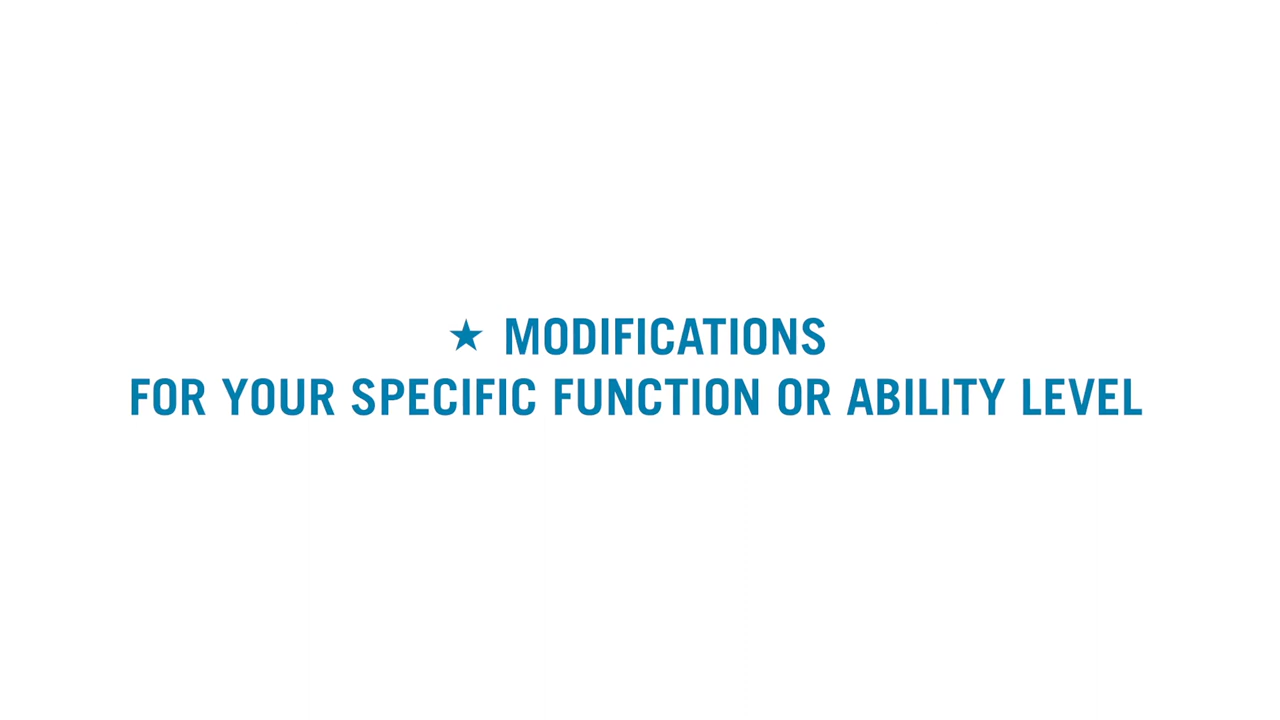 ★ MODIFICATIONS
FOR YOUR SPECIFIC FUNCTION OR ABILITY LEVEL